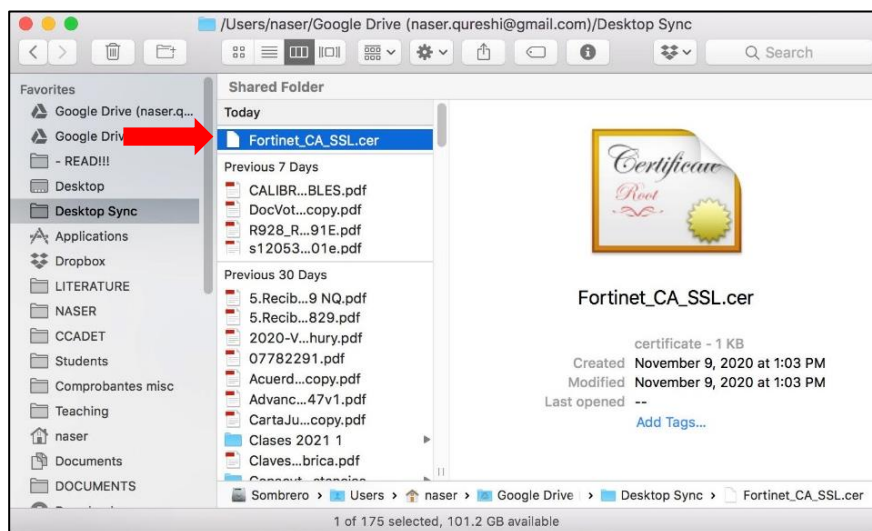 /Users/naser/Google Drive (naser.qureshi@gmail.com)/Desktop Sync
Search
Favorites
Google Drive (naser.q...
Google Driv
- READ!!!
Desktop
Desktop Sync
Applications
Dropbox
LITERATURE
NASER
CCADET
Students
Comprobantes misc
Teaching
naser
Documents
DOCUMENTS
Shared Folder
Today
Fortinet_CA_SSL.cer
Previous 7 Days
CALIBR...BLES.pdf
DocVot...copy.pdf
R928_R...91E.pdf
s12053...01e.pdf
Previous 30 Days
5.Recib...9 NQ.pdf
5.Recib...829.pdf
2020-V...hury.pdf
07782291.pdf
Acuerd...copy.pdf
Advanc...47v1.pdf
CartaJu...copy.pdf
Clases 2021 1
Claves...brica.pdf
Certificate
Root
Fortinet_CA_SSL.cer
certificate - 1 KB
Created November 9, 2020 at 1:03 PM
Modified November 9, 2020 at 1:03 PM
Last opened --
Add Tags...
Sombrero › Users › naser › Google Drive › Desktop Sync › Fortinet_CA_SSL.cer
1 of 175 selected, 101.2 GB available